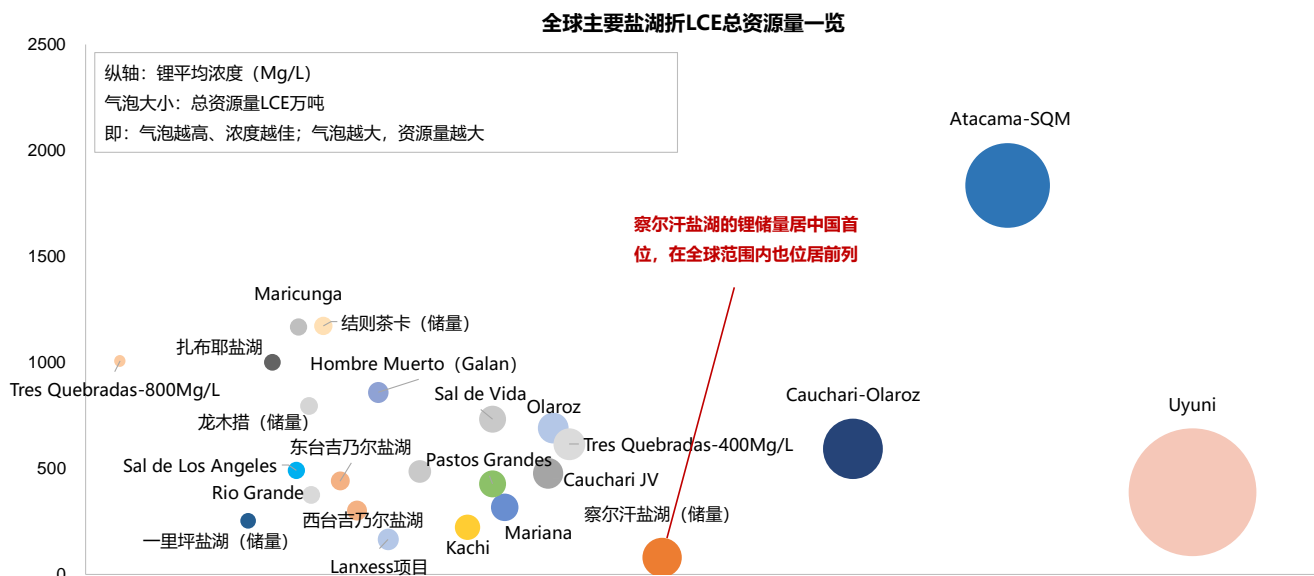 全球主要盐湖折LCE总资源量一览
2500
纵轴：锂平均浓度（Mg/L）
气泡大小：总资源量LCE万吨
即：气泡越高、浓度越佳；气泡越大，资源量越大
2000
Atacama-SQM
察尔汗盐湖的锂储量居中国首
位，在全球范围内也位居前列
1500
Maricunga
结则茶卡（储量）
扎布耶盐湖
1000
Tres Quebradas-800Mg/L
Hombre Muerto（Galan）
Sal de Vida
Cauchari-Olaroz
Uyuni
龙木措（储量）
Olaroz
东台吉乃尔盐湖
Tres Quebradas-400Mg/L
500
Sal de Los Angeles
Pastos Grandes
Cauchari JV
Rio Grande
西台吉乃尔盐湖
察尔汗盐湖（储量）
一里坪盐湖（储量）
Kachi
Mariana
Lanxess项目
0